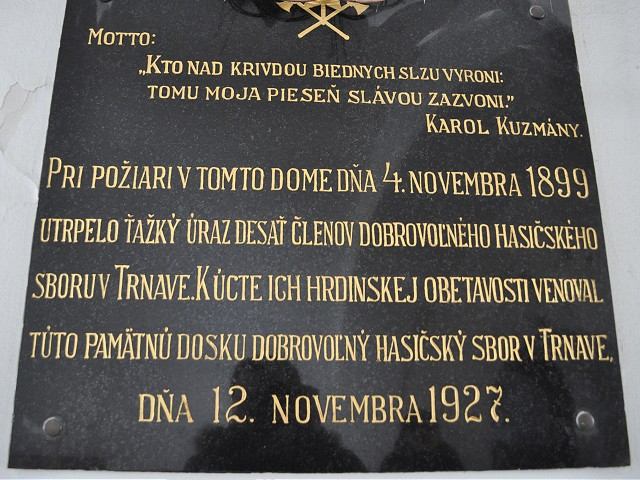 MOTTO:
„KTO NAD KRIVDOU BIEDNYCH SLZU VYRONI:
TOMU MOJA PIESEŇ SLÁVOU ZAZVONI.”
KAROL KUZMÁNY.
PRI POŽIARI V TOMTO DOME DŇA 4. NOVEMBRA 1899
UTRPELO ŤAŽKÝ ÚRAZ DESAŤ ČLENOV DOBROVOĽNÉHO HASIČSKÉHO
SBORU V TRNAVE. K ÚCTE ICH HRDINSKEJ OBETAVOSTI VENOVAL
TÚTO PAMÄTNÚ DOSKU DOBROVOĽNÝ HASIČSKÝ SBOR V TRNAVE,
DŇA 12. NOVEMBRA 1927.